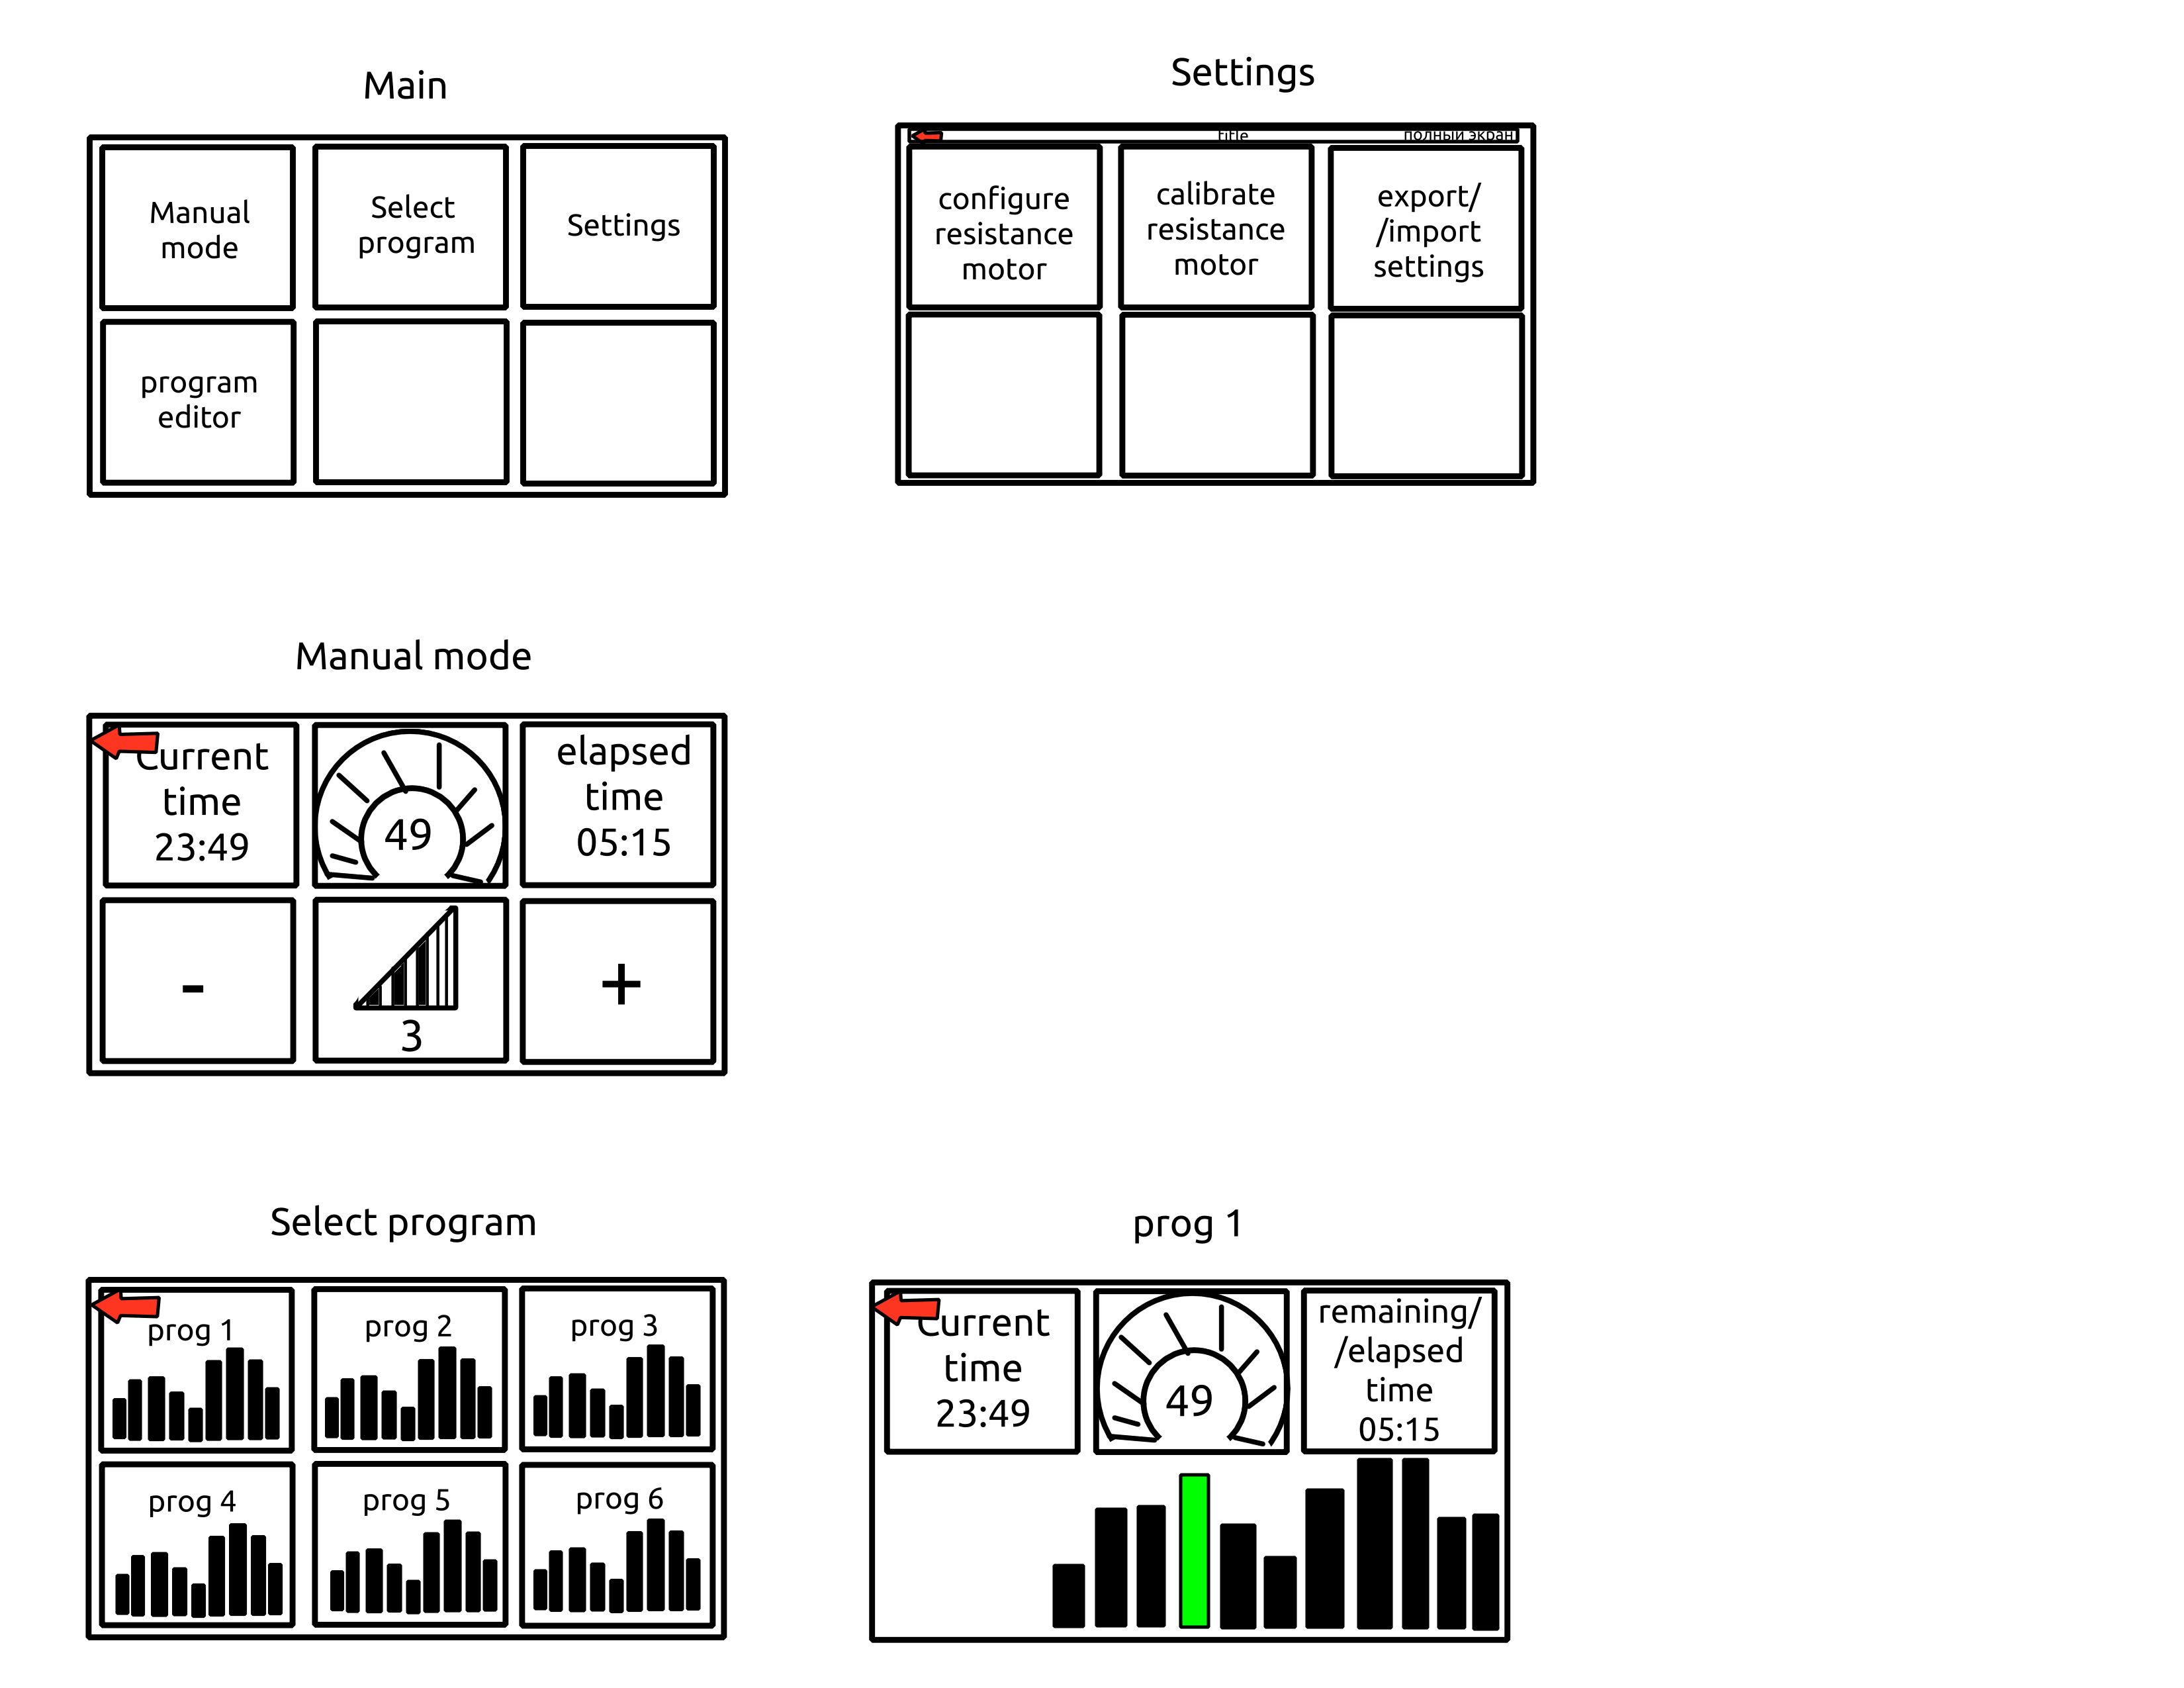 Main
Manual
mode
Select
program
Settings
program
editor
Settings
title
полный экран
configure
resistance
motor
calibrate
resistance
motor
export/
/import
settings
Manual mode
Current
time
23:49
49
elapsed
time
05:15
-
3
+
Select program
prog 1
prog 2
prog 3
prog 4
prog 5
prog 6
prog 1
Current
time
23:49
49
remaining/
/elapsed
time
05:15